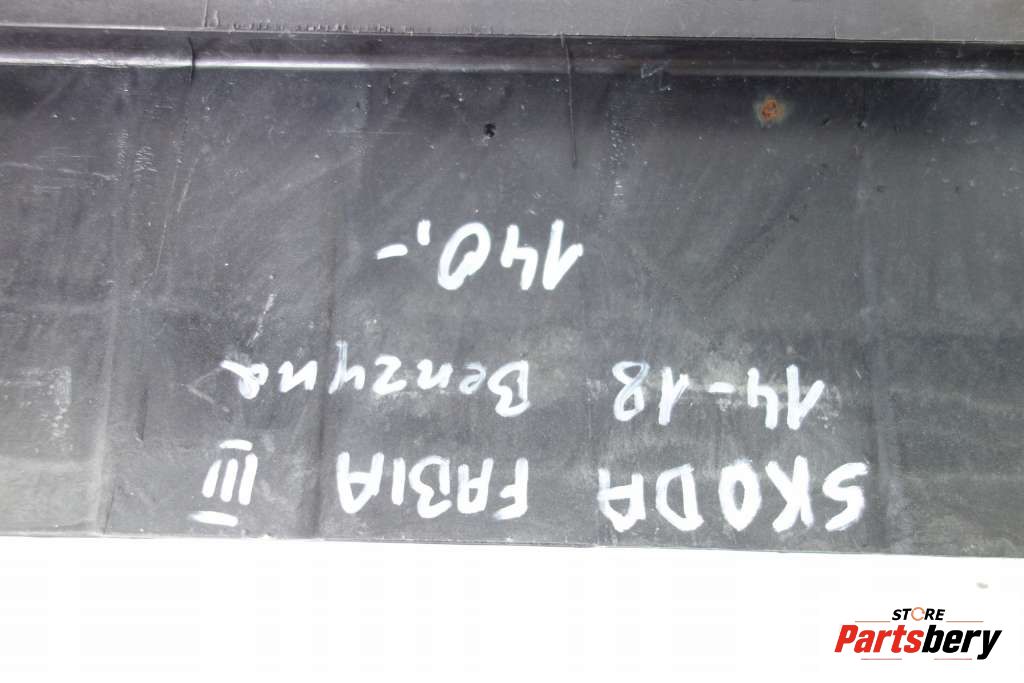 SKODA FABIA III
14-18 Benzyna
140,-
STORE
Partsbery